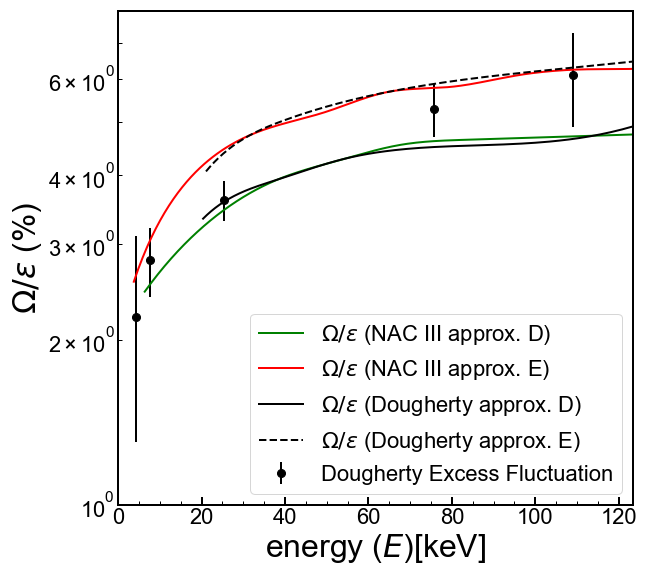 6 × 10⁰
4 × 10⁰
3 × 10⁰
2 × 10⁰
10⁰
Ω/ε (%)
Ω/ε (NAC III approx. D)
Ω/ε (NAC III approx. E)
Ω/ε (Dougherty approx. D)
Ω/ε (Dougherty approx. E)
Dougherty Excess Fluctuation
0 20 40 60 80 100 120
energy (E)[keV]